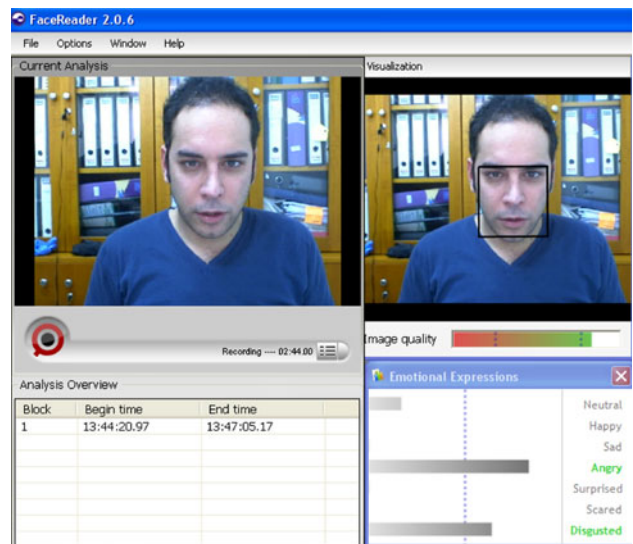 FaceReader 2.0.6
File Options Window Help
Current Analysis
Visualization
Recording ---- 02:44.00
Image quality
Analysis Overview
Block Begin time End time
1 13:44:20.97 13:47:05.17
Emotional Expressions
Neutral
Happy
Sad
Angry
Surprised
Scared
Disgusted